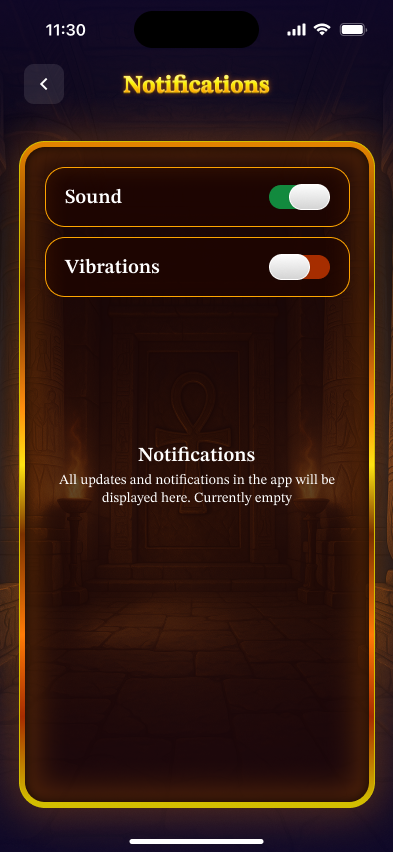 11:30
Notifications
Sound
Vibrations
Notifications
All updates and notifications in the app will be
displayed here. Currently empty